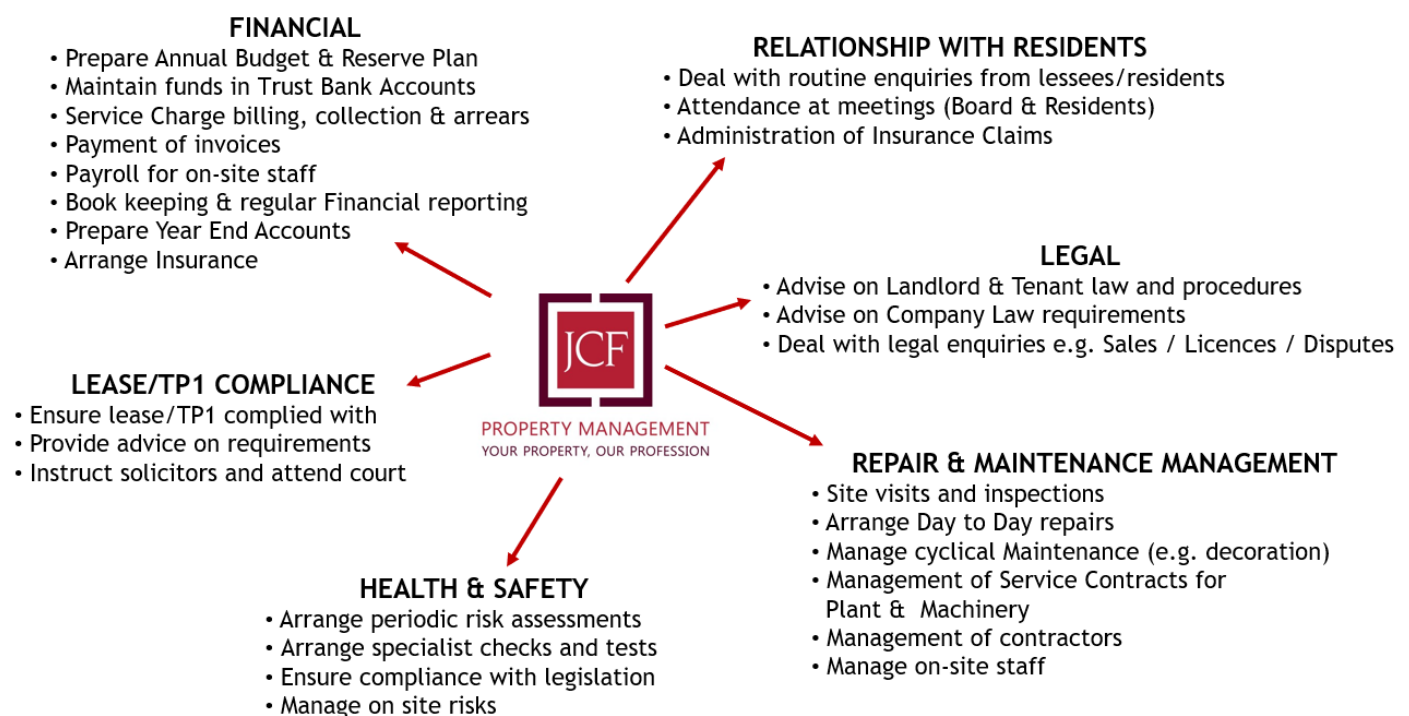 FINANCIAL
• Prepare Annual Budget & Reserve Plan
• Maintain funds in Trust Bank Accounts
• Service Charge billing, collection & arrears
• Payment of invoices
• Payroll for on-site staff
• Book keeping & regular Financial reporting
• Prepare Year End Accounts
• Arrange Insurance
RELATIONSHIP WITH RESIDENTS
• Deal with routine enquiries from lessees/residents
• Attendance at meetings (Board & Residents)
• Administration of Insurance Claims
LEGAL
• Advise on Landlord & Tenant law and procedures
• Advise on Company Law requirements
• Deal with legal enquiries e.g. Sales / Licences / Disputes
JCF
PROPERTY MANAGEMENT
YOUR PROPERTY, OUR PROFESSION
LEASE/TP1 COMPLIANCE
• Ensure lease/TP1 complied with
• Provide advice on requirements
• Instruct solicitors and attend court
REPAIR & MAINTENANCE MANAGEMENT
• Site visits and inspections
• Arrange Day to Day repairs
• Manage cyclical Maintenance (e.g. decoration)
• Management of Service Contracts for
Plant & Machinery
• Management of contractors
• Manage on-site staff
HEALTH & SAFETY
• Arrange periodic risk assessments
• Arrange specialist checks and tests
• Ensure compliance with legislation
• Manage on site risks